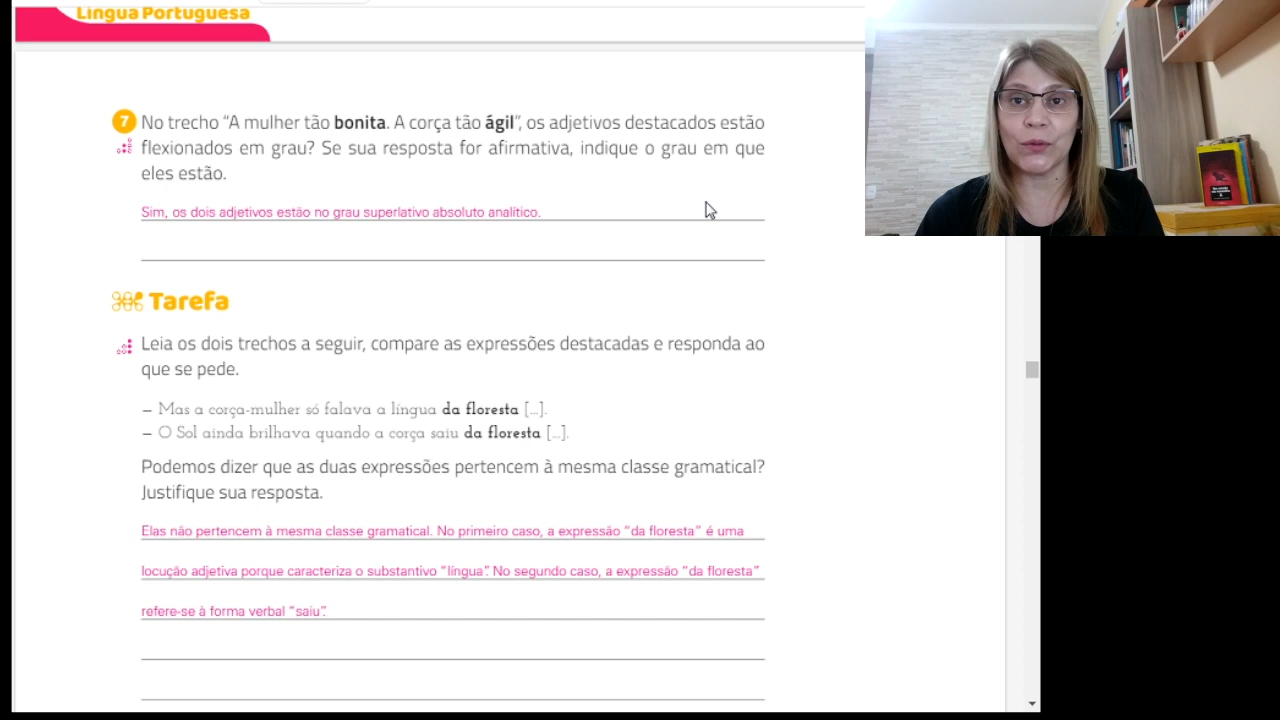 Língua Portuguesa
7 No trecho “A mulher tão bonita. A corça tão ágil”, os adjetivos destacados estão
flexionados em grau? Se sua resposta for afirmativa, indique o grau em que
eles estão.
Sim, os dois adjetivos estão no grau superlativo absoluto analítico.
Tarefa
Leia os dois trechos a seguir, compare as expressões destacadas e responda ao
que se pede.
– Mas a corça-mulher só falava a língua da floresta [...].
– O Sol ainda brilhava quando a corça saiu da floresta [...].
Podemos dizer que as duas expressões pertencem à mesma classe gramatical?
Justifique sua resposta.
Elas não pertencem à mesma classe gramatical. No primeiro caso, a expressão “da floresta” é uma
locução adjetiva porque caracteriza o substantivo “língua”. No segundo caso, a expressão “da floresta”
refere-se à forma verbal “saiu”.